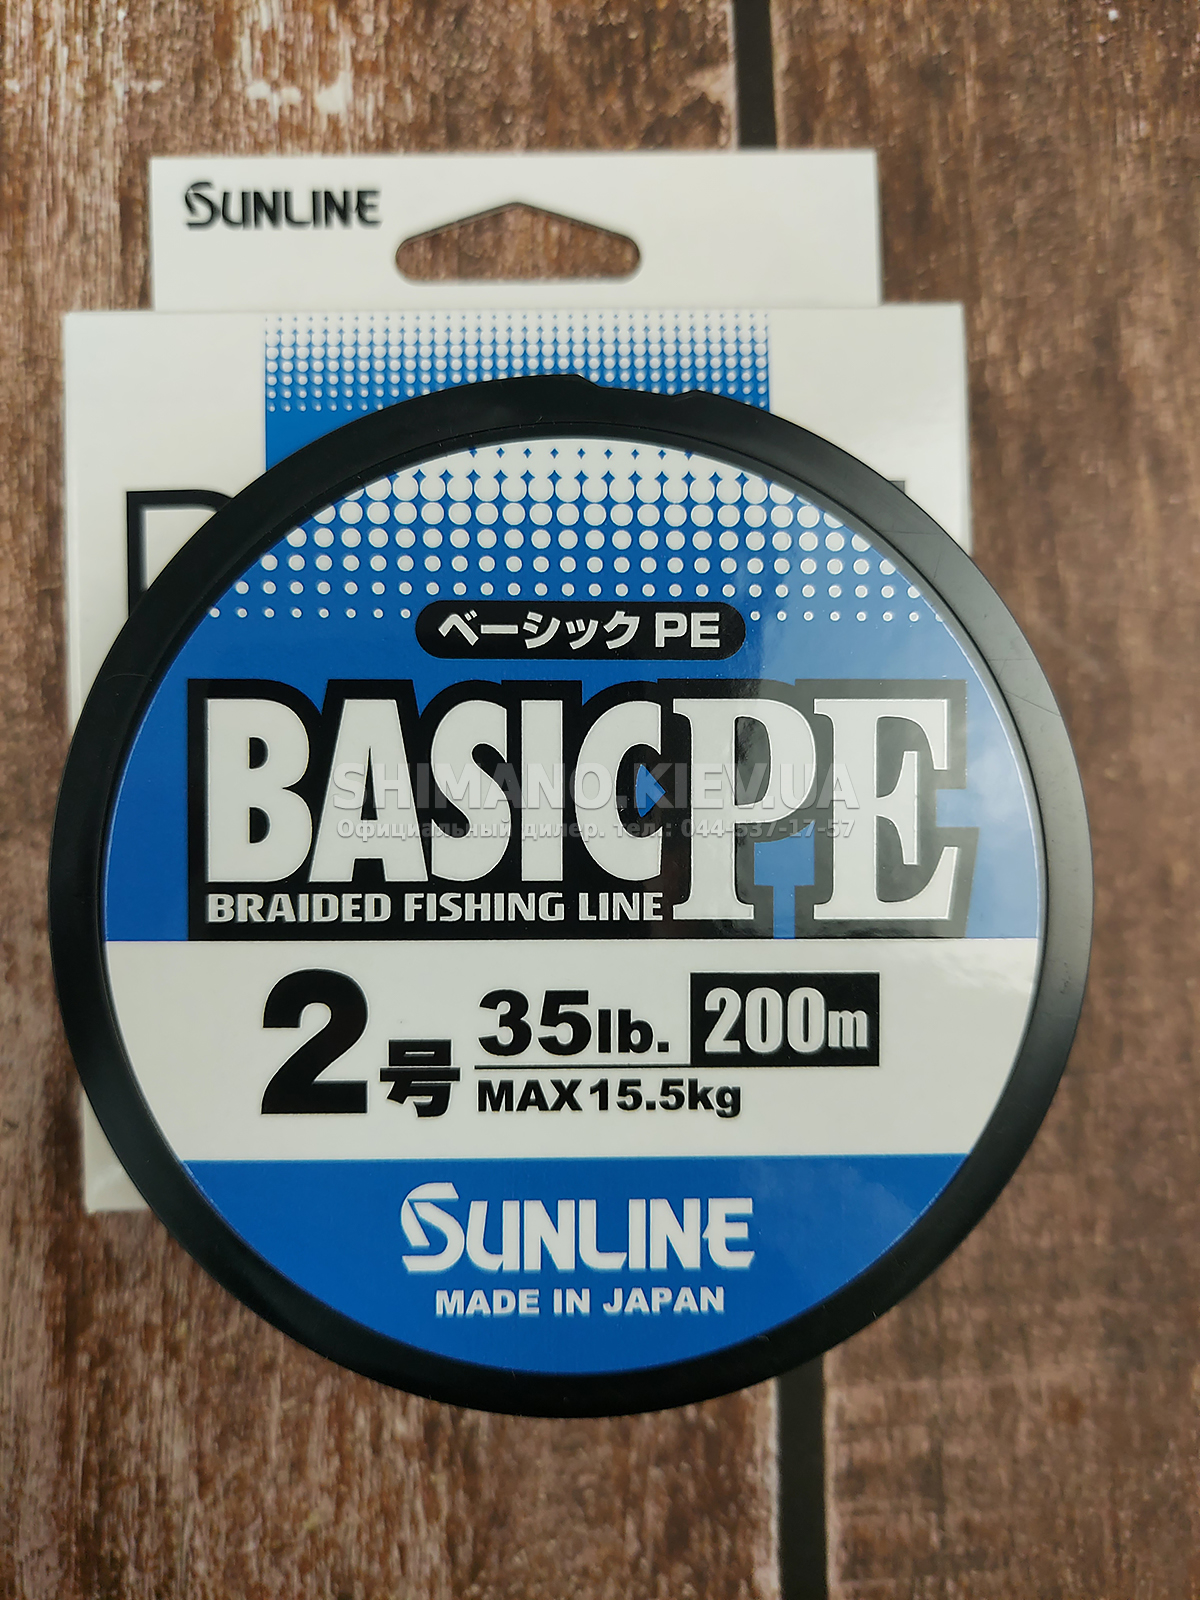 SUNLINE
ベーシック PE
BASIC PE
SHIMANO.KIEV.UA
Официальный дилер. тел.: 044-537-17-57
BRAIDED FISHING LINE
2号 35lb. 200m
MAX 15.5kg
SUNLINE
MADE IN JAPAN